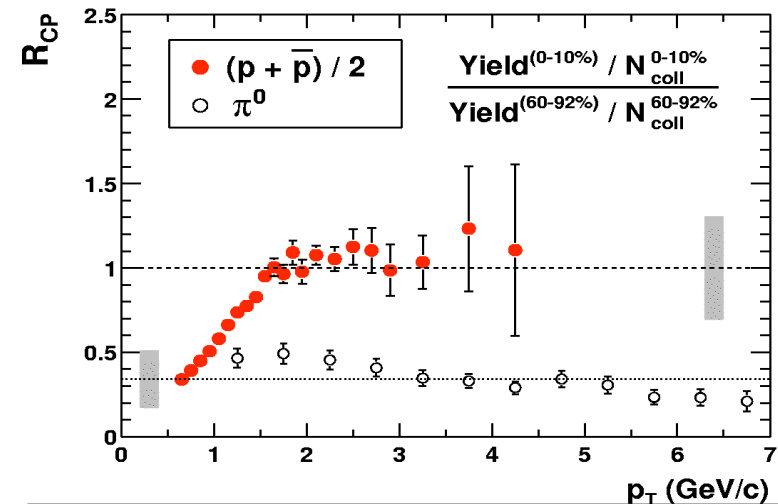 R_CP
2.5
2
1.5
1
0.5
0
(p + p̅) / 2
π⁰
Yield^(0-10%) / N_coll^0-10%
Yield^(60-92%) / N_coll^60-92%
0 1 2 3 4 5 6 7
p_T (GeV/c)